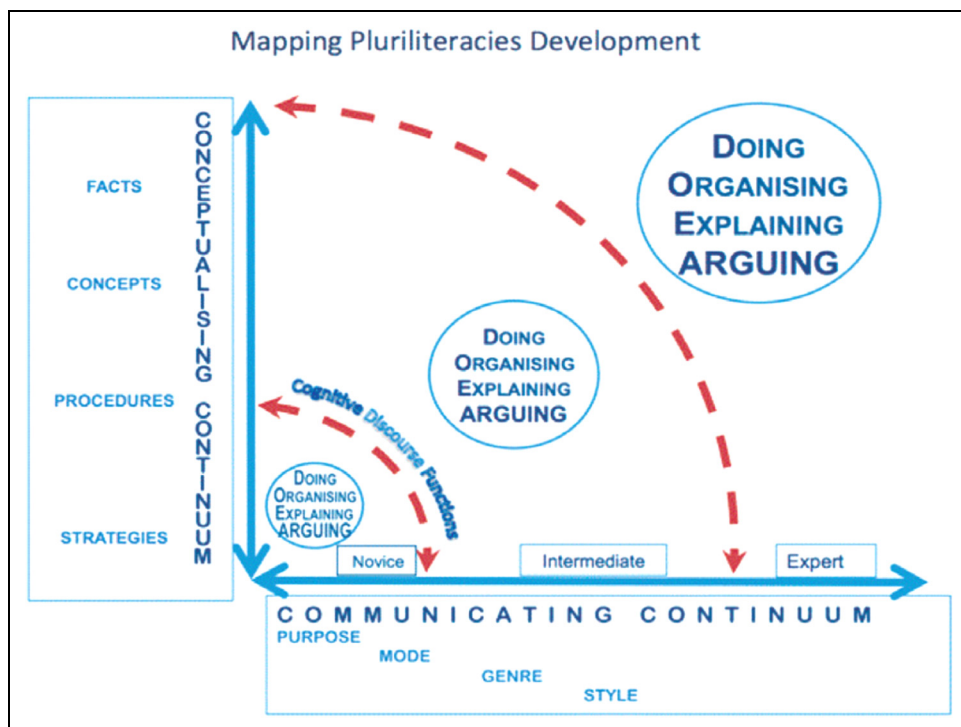 Mapping Pluriliteracies Development
CONCEPTUALISING CONTINUUM
FACTS
CONCEPTS
PROCEDURES
STRATEGIES
DOING
ORGANISING
EXPLAINING
ARGUING
DOING
ORGANISING
EXPLAINING
ARGUING
Cognitive Discourse Functions
DOING
ORGANISING
EXPLAINING
ARGUING
Novice
Intermediate
Expert
COMMUNICATING CONTINUUM
PURPOSE
MODE
GENRE
STYLE